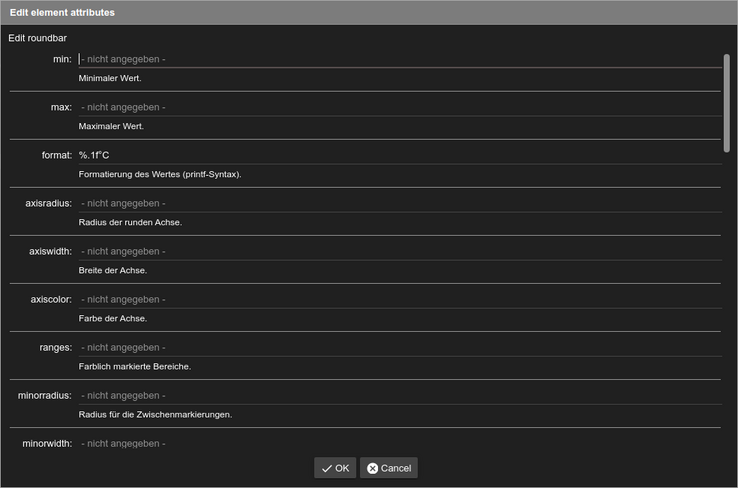 Edit element attributes
Edit roundbar
min: - nicht angegeben -
Minimaler Wert.
max: - nicht angegeben -
Maximaler Wert.
format: %.1f°C
Formatierung des Wertes (printf-Syntax).
axisradius: - nicht angegeben -
Radius der runden Achse.
axiswidth: - nicht angegeben -
Breite der Achse.
axiscolor: - nicht angegeben -
Farbe der Achse.
ranges: - nicht angegeben -
Farblich markierte Bereiche.
minorradius: - nicht angegeben -
Radius für die Zwischenmarkierungen.
minorwidth: - nicht angegeben -
OK Cancel